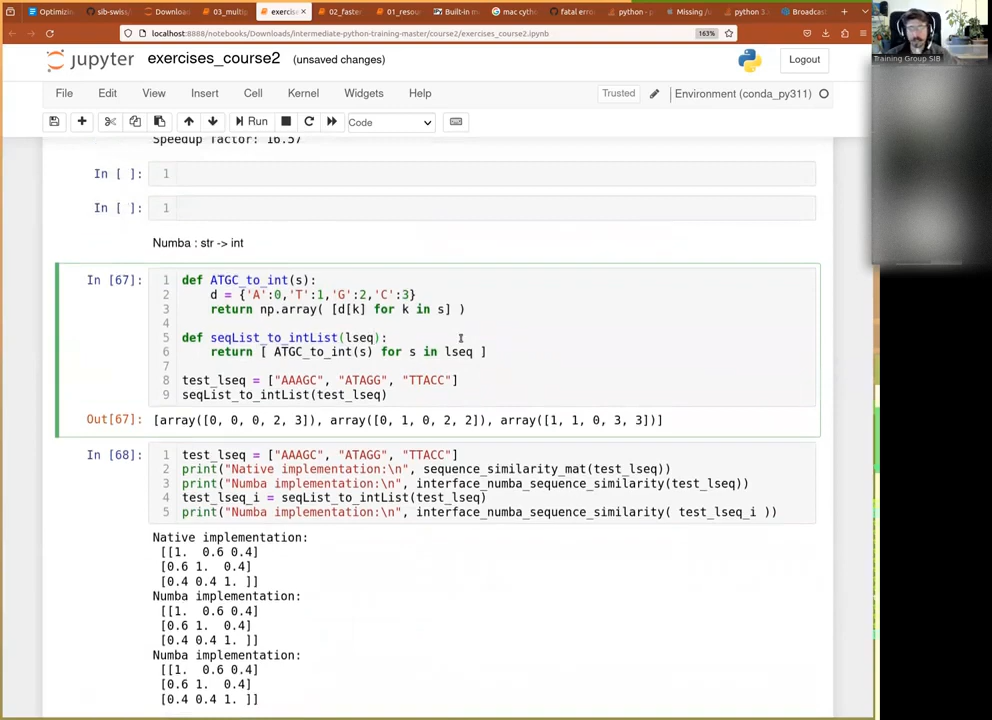 Optimizi
sib-swiss/
Downloa
03_multip
exercise
02_faster
01_resou
Built-in m
mac cyth
fatal erro
python - p
Missing /
python 3.
Broadcast
localhost:8888/notebooks/Downloads/intermediate-python-training-master/course2/exercises_course2.ipynb
163%
Training Group SIB
jupyter exercises_course2 (unsaved changes)
Logout
File Edit View Insert Cell Kernel Widgets Help
Trusted
Environment (conda_py311)
Run
Code
Speedup factor: 16.57
In [ ]: 1
In [ ]: 1
Numba : str -> int
In [67]: 1 def ATGC_to_int(s):
2 d = {'A':0,'T':1,'G':2,'C':3}
3 return np.array( [d[k] for k in s] )
4
5 def seqList_to_intList(lseq):
6 return [ ATGC_to_int(s) for s in lseq ]
7
8 test_lseq = ["AAAGC", "ATAGG", "TTACC"]
9 seqList_to_intList(test_lseq)
Out[67]: [array([0, 0, 0, 2, 3]), array([0, 1, 0, 2, 2]), array([1, 1, 0, 3, 3])]
In [68]: 1 test_lseq = ["AAAGC", "ATAGG", "TTACC"]
2 print("Native implementation:\n", sequence_similarity_mat(test_lseq))
3 print("Numba implementation:\n", interface_numba_sequence_similarity(test_lseq))
4 test_lseq_i = seqList_to_intList(test_lseq)
5 print("Numba implementation:\n", interface_numba_sequence_similarity( test_lseq_i ))
Native implementation:
[[1. 0.6 0.4]
[0.6 1. 0.4]
[0.4 0.4 1. ]]
Numba implementation:
[[1. 0.6 0.4]
[0.6 1. 0.4]
[0.4 0.4 1. ]]
Numba implementation:
[[1. 0.6 0.4]
[0.6 1. 0.4]
[0.4 0.4 1. ]]